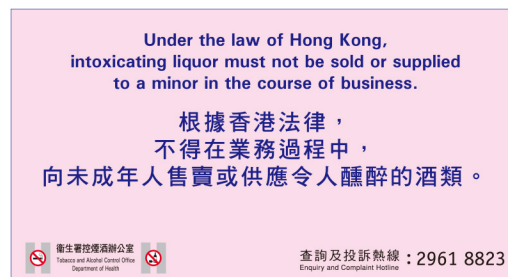 Under the law of Hong Kong,
intoxicating liquor must not be sold or supplied
to a minor in the course of business.
根據香港法律，
不得在業務過程中，
向未成年人售賣或供應令人醺醉的酒類。
衞生署控煙酒辦公室
Tobacco and Alcohol Control Office
Department of Health
查詢及投訴熱線：2961 8823
Enquiry and Complaint Hotline